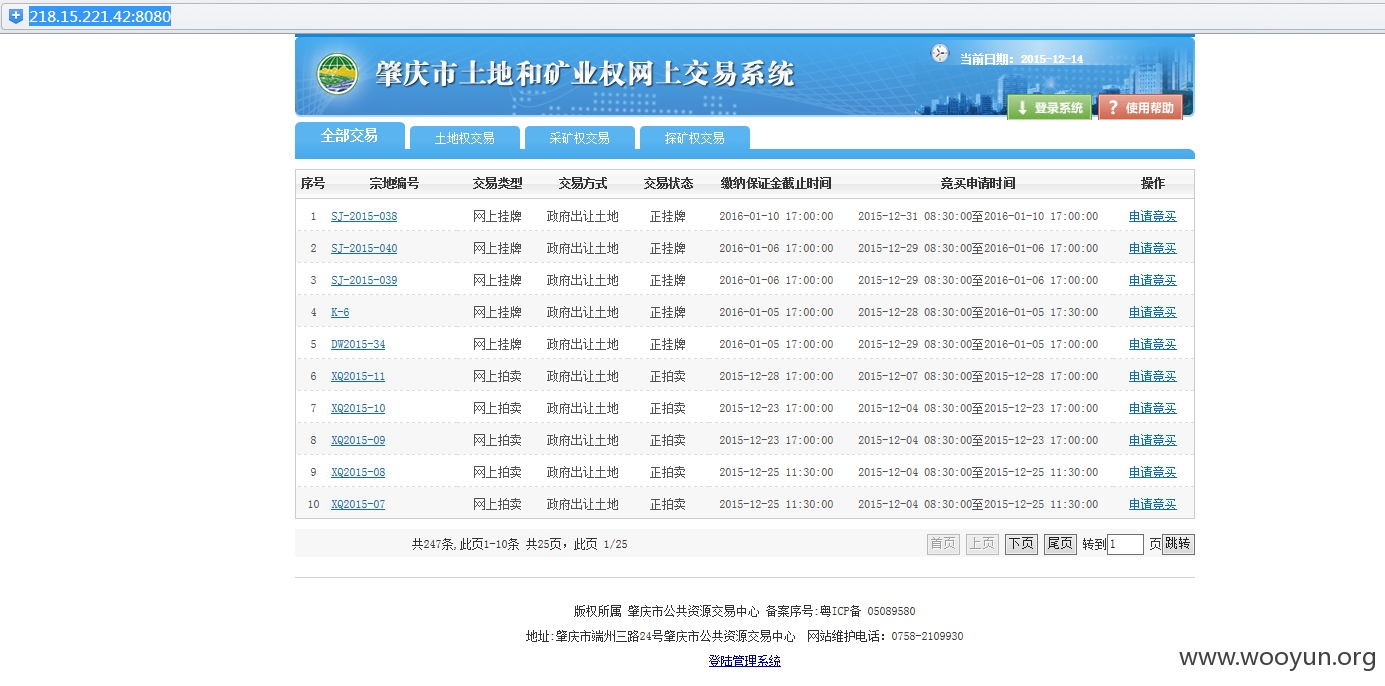 218.15.221.42:8080
肇庆市土地和矿业权网上交易系统
当前日期：2015-12-14
登录系统 ? 使用帮助
全部交易 土地权交易 采矿权交易 探矿权交易
序号 宗地编号 交易类型 交易方式 交易状态 缴纳保证金截止时间 竞买申请时间 操作
1 SJ-2015-038 网上挂牌 政府出让土地 正挂牌 2016-01-10 17:00:00 2015-12-31 08:30:00至2016-01-10 17:00:00 申请竞买
2 SJ-2015-040 网上挂牌 政府出让土地 正挂牌 2016-01-06 17:00:00 2015-12-29 08:30:00至2016-01-06 17:00:00 申请竞买
3 SJ-2015-039 网上挂牌 政府出让土地 正挂牌 2016-01-06 17:00:00 2015-12-29 08:30:00至2016-01-06 17:00:00 申请竞买
4 K-6 网上挂牌 政府出让土地 正挂牌 2016-01-05 17:00:00 2015-12-28 08:30:00至2016-01-05 17:30:00 申请竞买
5 DW2015-34 网上挂牌 政府出让土地 正挂牌 2016-01-05 17:00:00 2015-12-29 08:30:00至2016-01-05 17:00:00 申请竞买
6 XQ2015-11 网上拍卖 政府出让土地 正拍卖 2015-12-28 17:00:00 2015-12-07 08:30:00至2015-12-28 17:00:00 申请竞买
7 XQ2015-10 网上拍卖 政府出让土地 正拍卖 2015-12-23 17:00:00 2015-12-04 08:30:00至2015-12-23 17:00:00 申请竞买
8 XQ2015-09 网上拍卖 政府出让土地 正拍卖 2015-12-23 17:00:00 2015-12-04 08:30:00至2015-12-23 17:00:00 申请竞买
9 XQ2015-08 网上拍卖 政府出让土地 正拍卖 2015-12-25 11:30:00 2015-12-04 08:30:00至2015-12-25 11:30:00 申请竞买
10 XQ2015-07 网上拍卖 政府出让土地 正拍卖 2015-12-25 11:30:00 2015-12-04 08:30:00至2015-12-25 11:30:00 申请竞买
共247条,此页1-10条 共25页，此页 1/25 首页 上页 下页 尾页 转到 1 页 跳转
版权所属 肇庆市公共资源交易中心 备案序号:粤ICP备 05089580
地址:肇庆市端州三路24号肇庆市公共资源交易中心 网站维护电话：0758-2109930
登陆管理系统
www.wooyun.org